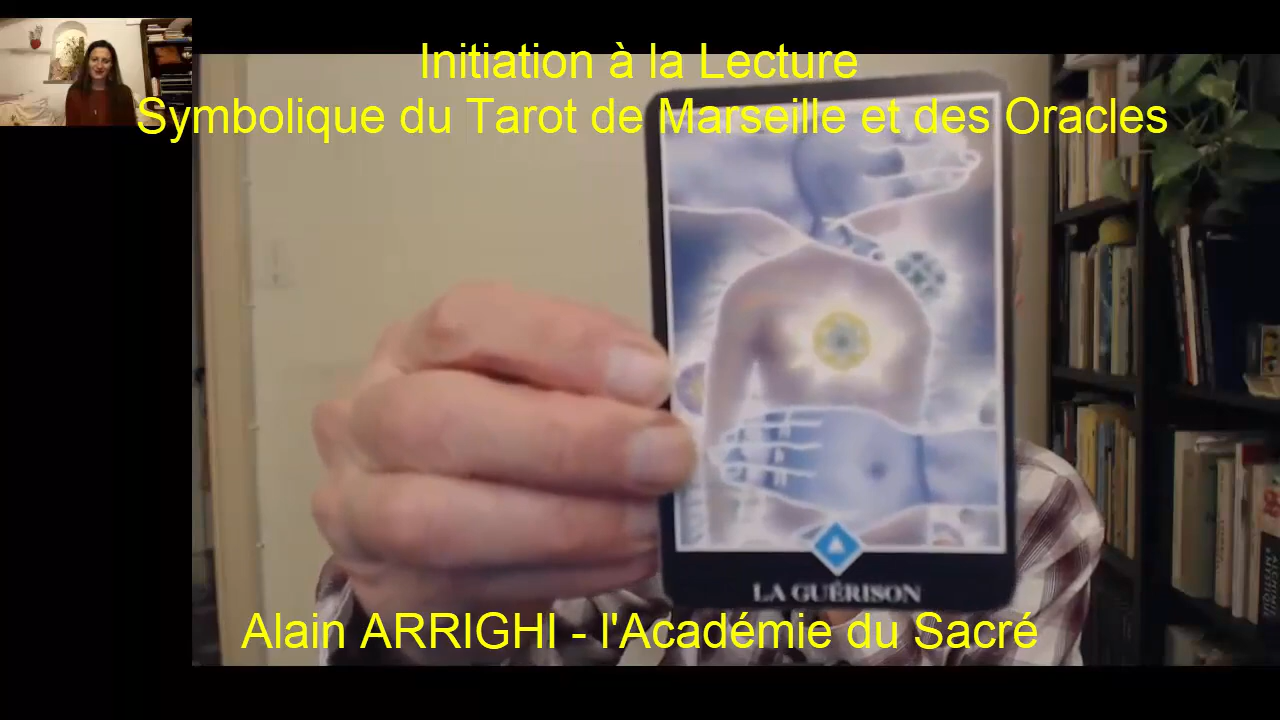 Initiation à la Lecture
Symbolique du Tarot de Marseille et des Oracles
LA GUÉRISON
Alain ARRIGHI - l'Académie du Sacré